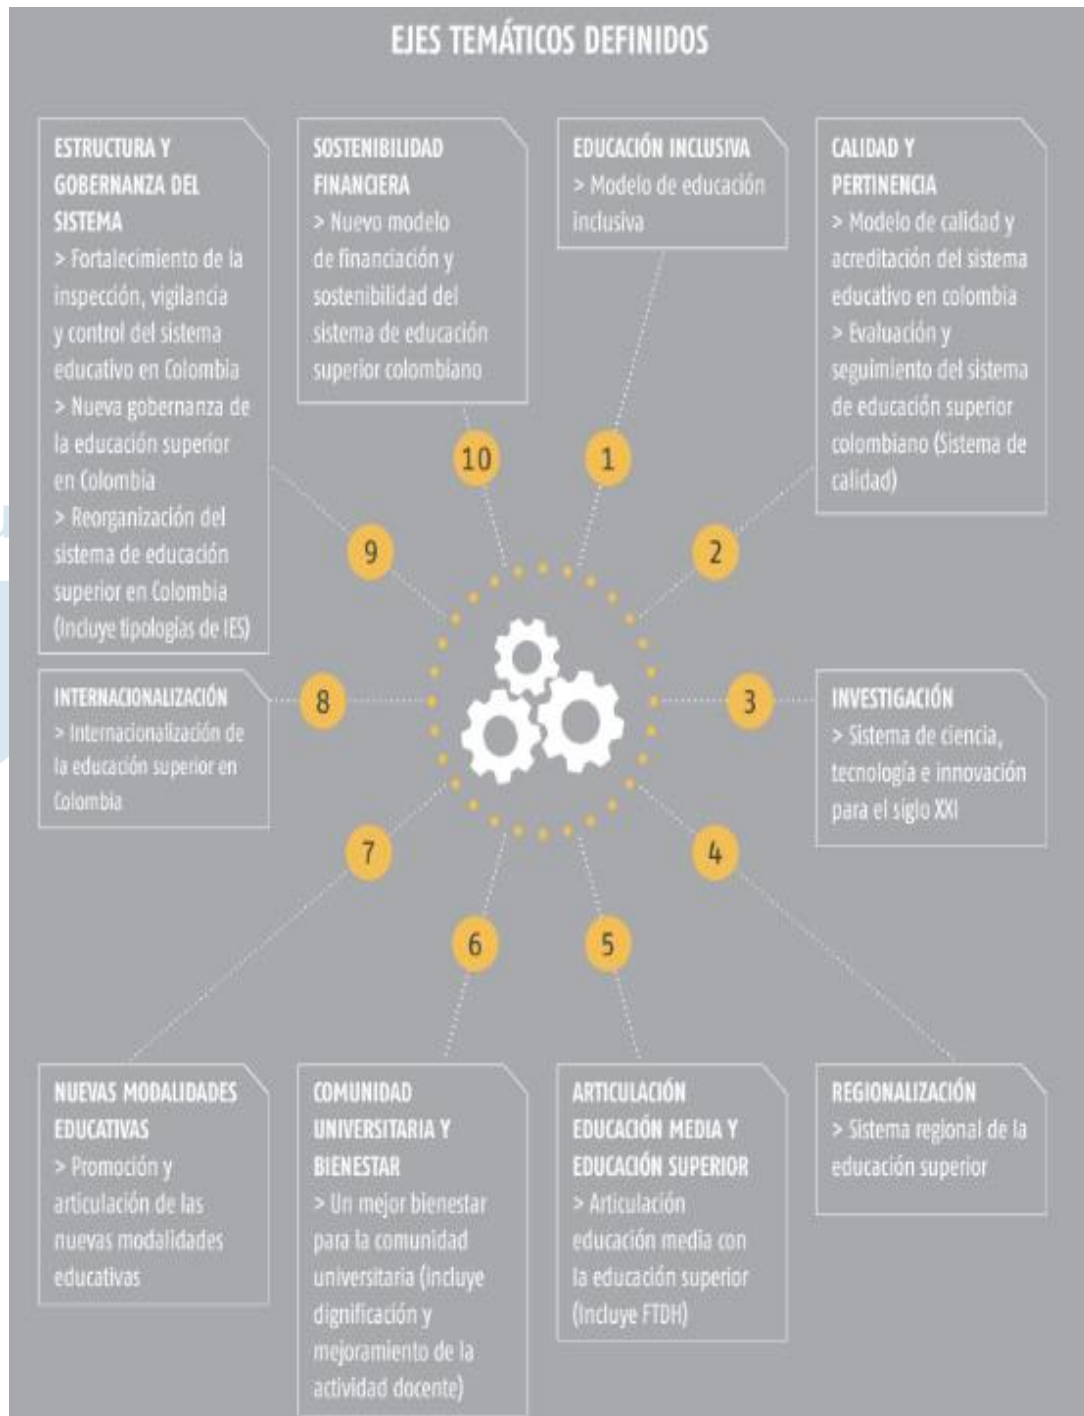 EJES TEMÁTICOS DEFINIDOS
ESTRUCTURA Y
GOBERNANZA DEL
SISTEMA
> Fortalecimiento de la
inspección, vigilancia
y control del sistema
educativo en Colombia
> Nueva gobernanza de
la educación superior
en Colombia
> Reorganización del
sistema de educación
superior en Colombia
(Incluye tipologías de IES)
SOSTENIBILIDAD
FINANCIERA
> Nuevo modelo
de financiación y
sostenibilidad del
sistema de educación
superior colombiano
EDUCACIÓN INCLUSIVA
> Modelo de educación
inclusiva
CALIDAD Y
PERTINENCIA
> Modelo de calidad y
acreditación del sistema
educativo en colombia
> Evaluación y
seguimiento del sistema
de educación superior
colombiano (Sistema de
calidad)
10
1
9
2
INTERNACIONALIZACIÓN
> Internacionalización de
la educación superior en
Colombia
8
3
INVESTIGACIÓN
> Sistema de ciencia,
tecnología e innovación
para el siglo XXI
7
4
6
5
NUEVAS MODALIDADES
EDUCATIVAS
> Promoción y
articulación de las
nuevas modalidades
educativas
COMUNIDAD
UNIVERSITARIA Y
BIENESTAR
> Un mejor bienestar
para la comunidad
universitaria (incluye
dignificación y
mejoramiento de la
actividad docente)
ARTICULACIÓN
EDUCACIÓN MEDIA Y
EDUCACIÓN SUPERIOR
> Articulación
educación media con
la educación superior
(Incluye FTDH)
REGIONALIZACIÓN
> Sistema regional de la
educación superior